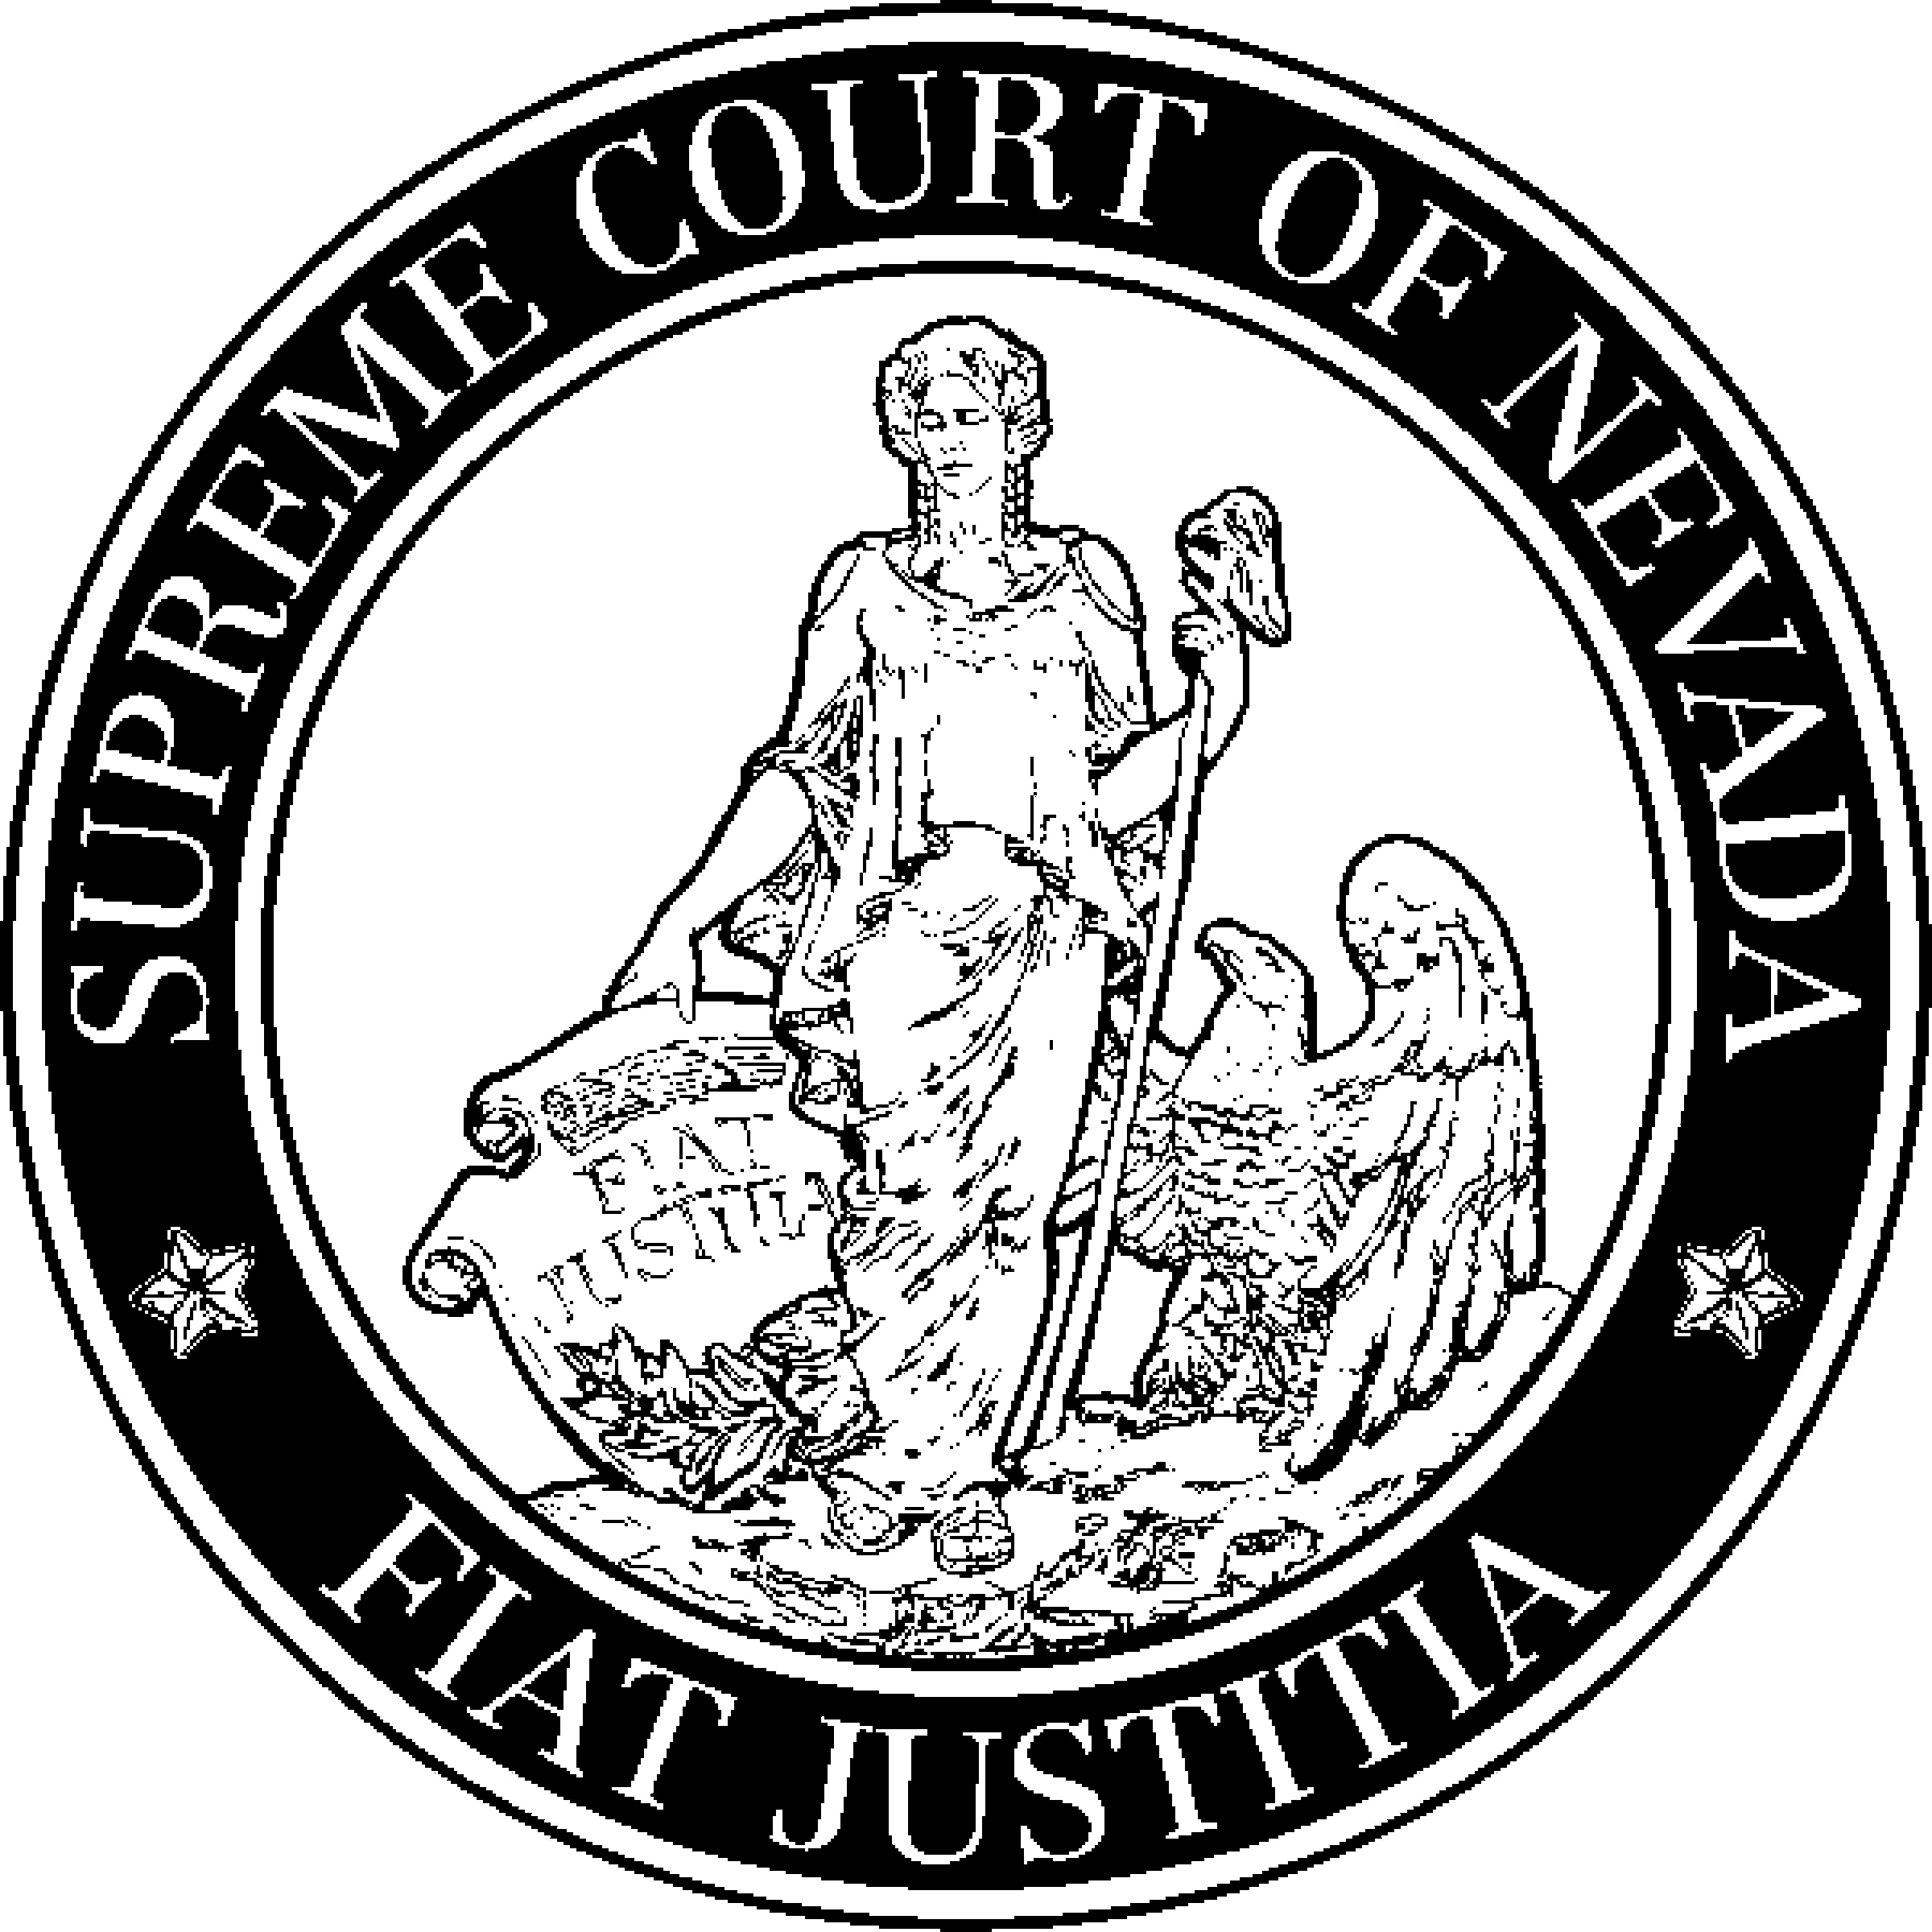 SUPREME COURT OF NEVADA
FIAT
JUSTITIA
FIAT JUSTITIA